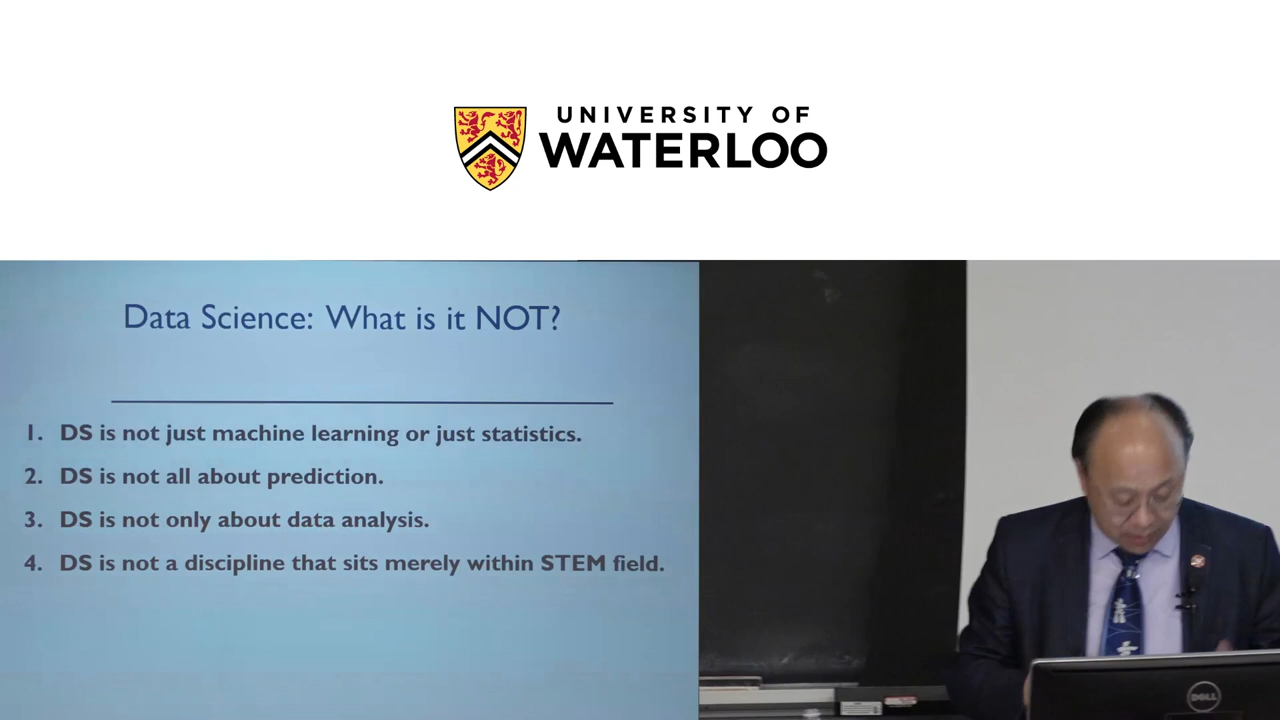 UNIVERSITY OF
WATERLOO
Data Science: What is it NOT?
1. DS is not just machine learning or just statistics.
2. DS is not all about prediction.
3. DS is not only about data analysis.
4. DS is not a discipline that sits merely within STEM field.
DELL